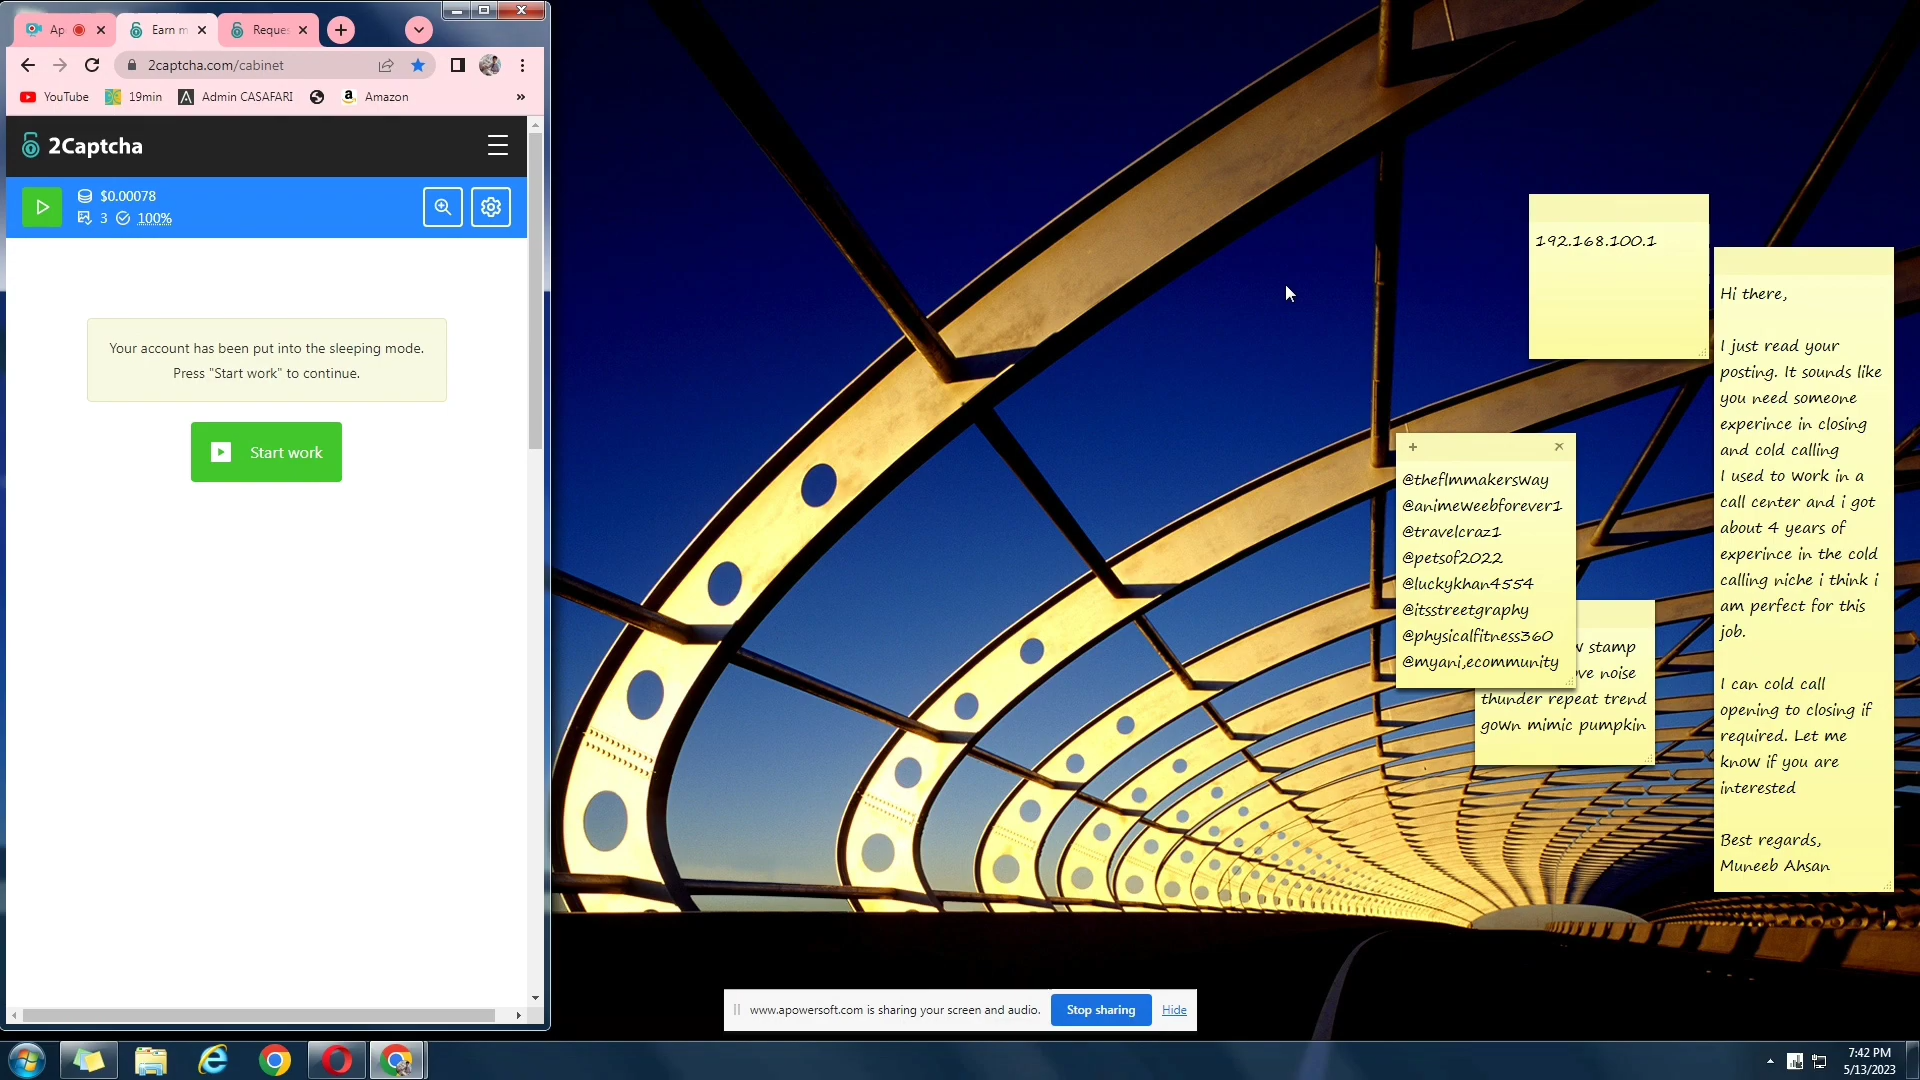 Ap
Earn m
Reques
2captcha.com/cabinet
YouTube
19min
Admin CASAFARI
Amazon
»
2Captcha
$0.00078
3
100%
Your account has been put into the sleeping mode.
Press "Start work" to continue.
Start work
192.168.100.1
@theflmmakersway
@animeweebforever1
@travelcraz1
@petsof2022
@luckykhan4554
@itsstreetgraphy
@physicalfitness360
@myani,ecommunity
stamp
noise
thunder repeat trend
gown mimic pumpkin
Hi there,
I just read your
posting. It sounds like
you need someone
experince in closing
and cold calling
I used to work in a
call center and i got
about 4 years of
experince in the cold
calling niche i think i
am perfect for this
job.
I can cold call
opening to closing if
required. Let me
know if you are
interested
Best regards,
Muneeb Ahsan
www.apowersoft.com is sharing your screen and audio.
Stop sharing
Hide
7:42 PM
5/13/2023